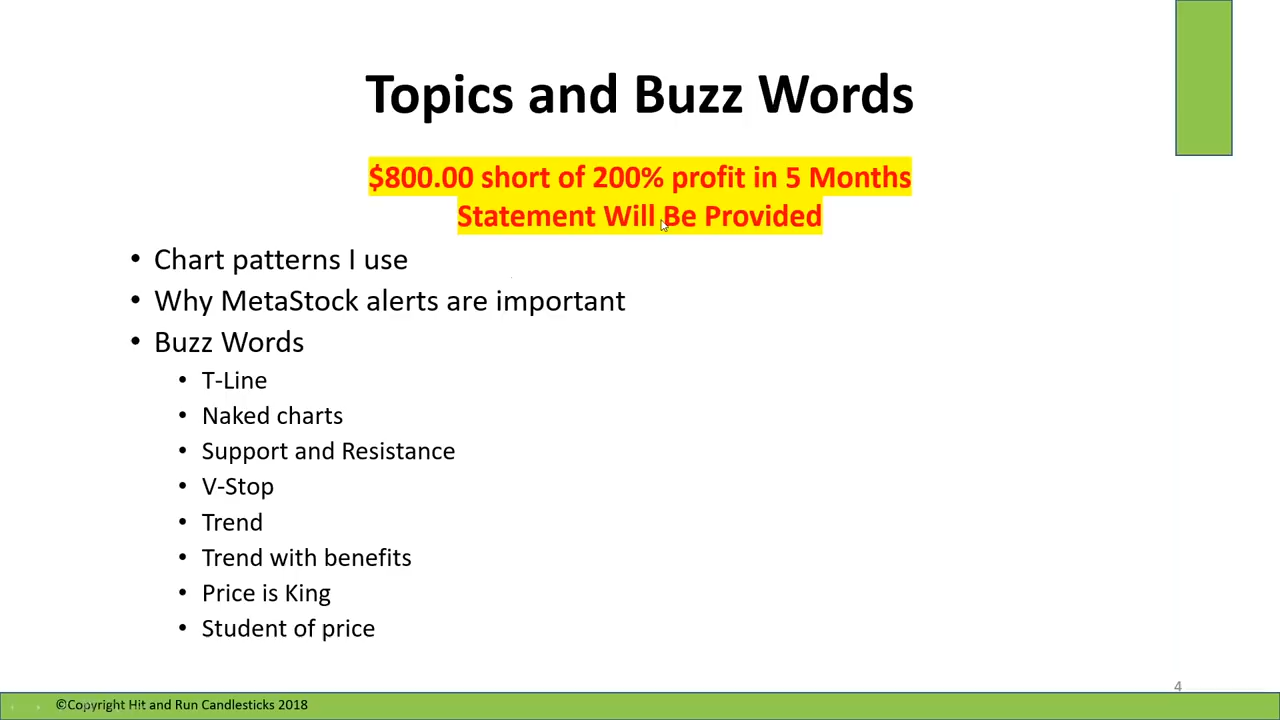 Topics and Buzz Words
$800.00 short of 200% profit in 5 Months
Statement Will Be Provided
• Chart patterns I use
• Why MetaStock alerts are important
• Buzz Words
• T-Line
• Naked charts
• Support and Resistance
• V-Stop
• Trend
• Trend with benefits
• Price is King
• Student of price
4
©Copyright Hit and Run Candlesticks 2018